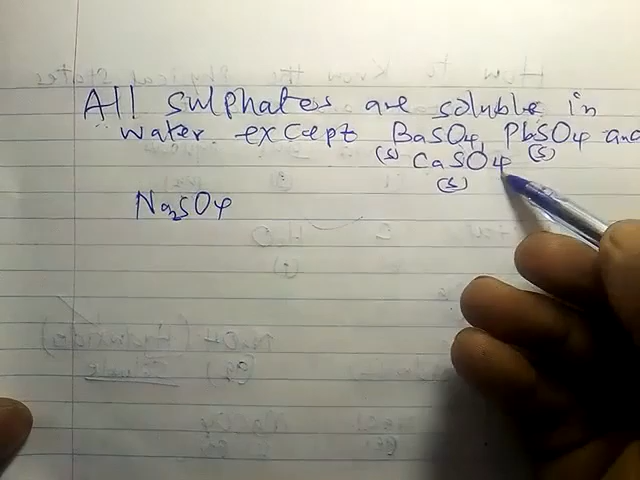 All sulphates are soluble in
water except BaSO4, PbSO4 and
(s) CaSO4 (s)
(s)
Na2SO4